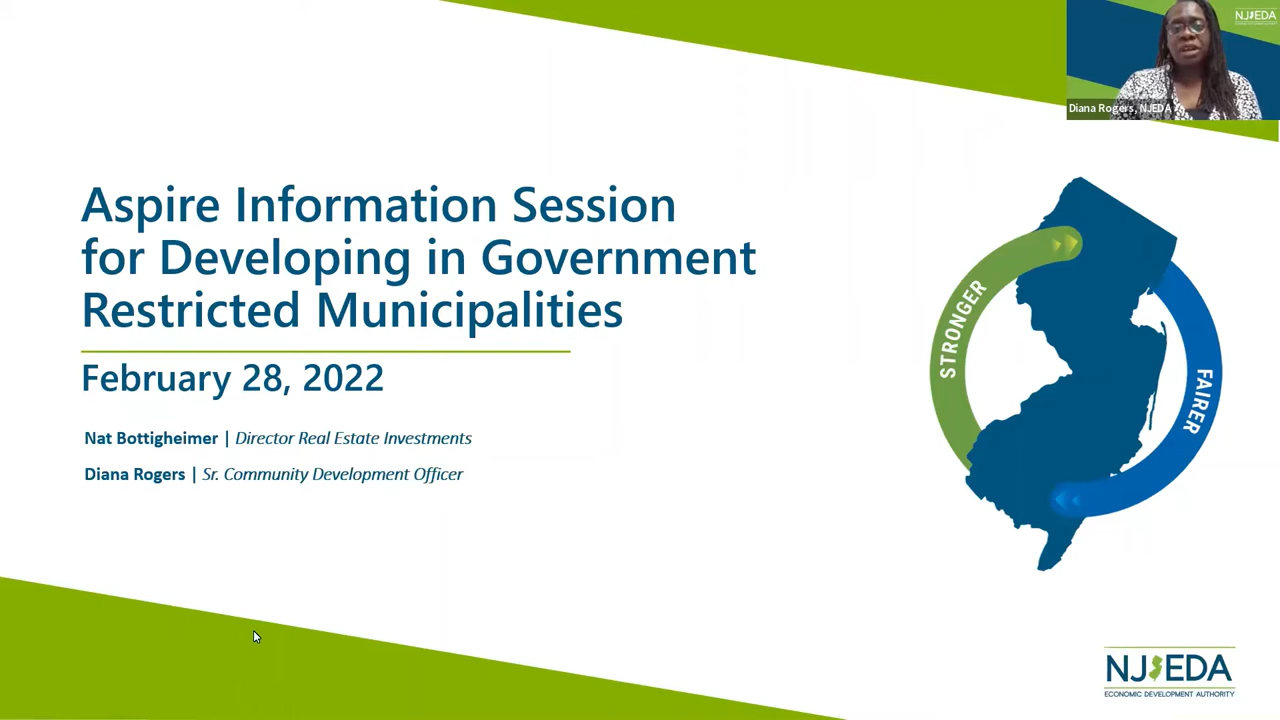 NJEDA
Diana Rogers, NJEDA
Aspire Information Session
for Developing in Government
Restricted Municipalities
February 28, 2022
Nat Bottigheimer | Director Real Estate Investments
Diana Rogers | Sr. Community Development Officer
STRONGER
FAIRER
NJEDA
ECONOMIC DEVELOPMENT AUTHORITY